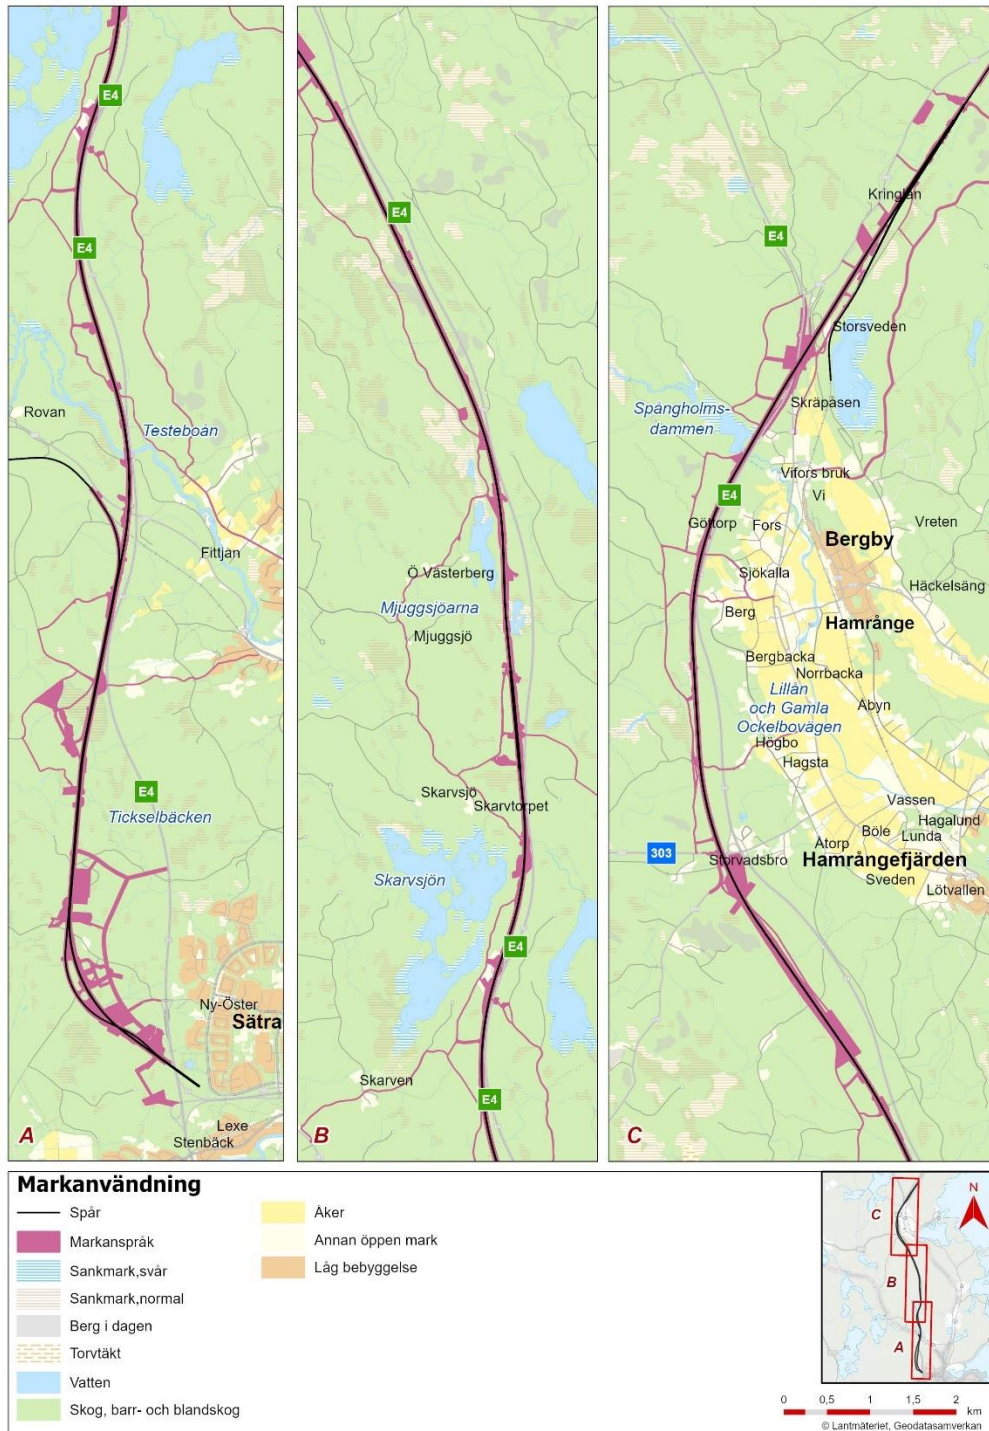 E4
E4
Rovan
Testeboån
Fittjan
E4
Tickselbäcken
Ny-Öster
Sätra
Lexe
Stenbäck
A
E4
Ö Västerberg
Mjuggsjöarna
Mjuggsjö
Skarvsjö
Skarvtorpet
Skarvsjön
E4
Skarven
E4
B
Kringlan
E4
Storsveden
Skräpåsen
Spångholms-
dammen
Vifors bruk
E4
Vi
Göttorp
Fors
Vreten
Bergby
Sjökalla
Häckelsäng
Berg
Hamrånge
Bergbacka
Norrbacka
Lillån
och Gamla
Ockelbovägen
Åbyn
Högbo
Hagsta
Vassen
Hagalund
Böle
Lunda
Åtorp
303
Storvadsbro
Hamrångefjärden
Sveden
Lötvallen
C
Markanvändning
Spår
Markanspråk
Sankmark,svår
Sankmark,normal
Berg i dagen
Torvtäkt
Vatten
Skog, barr- och blandskog
Åker
Annan öppen mark
Låg bebyggelse
N
C
B
A
0 0,5 1 1,5 2
km
© Lantmäteriet, Geodatasamverkan